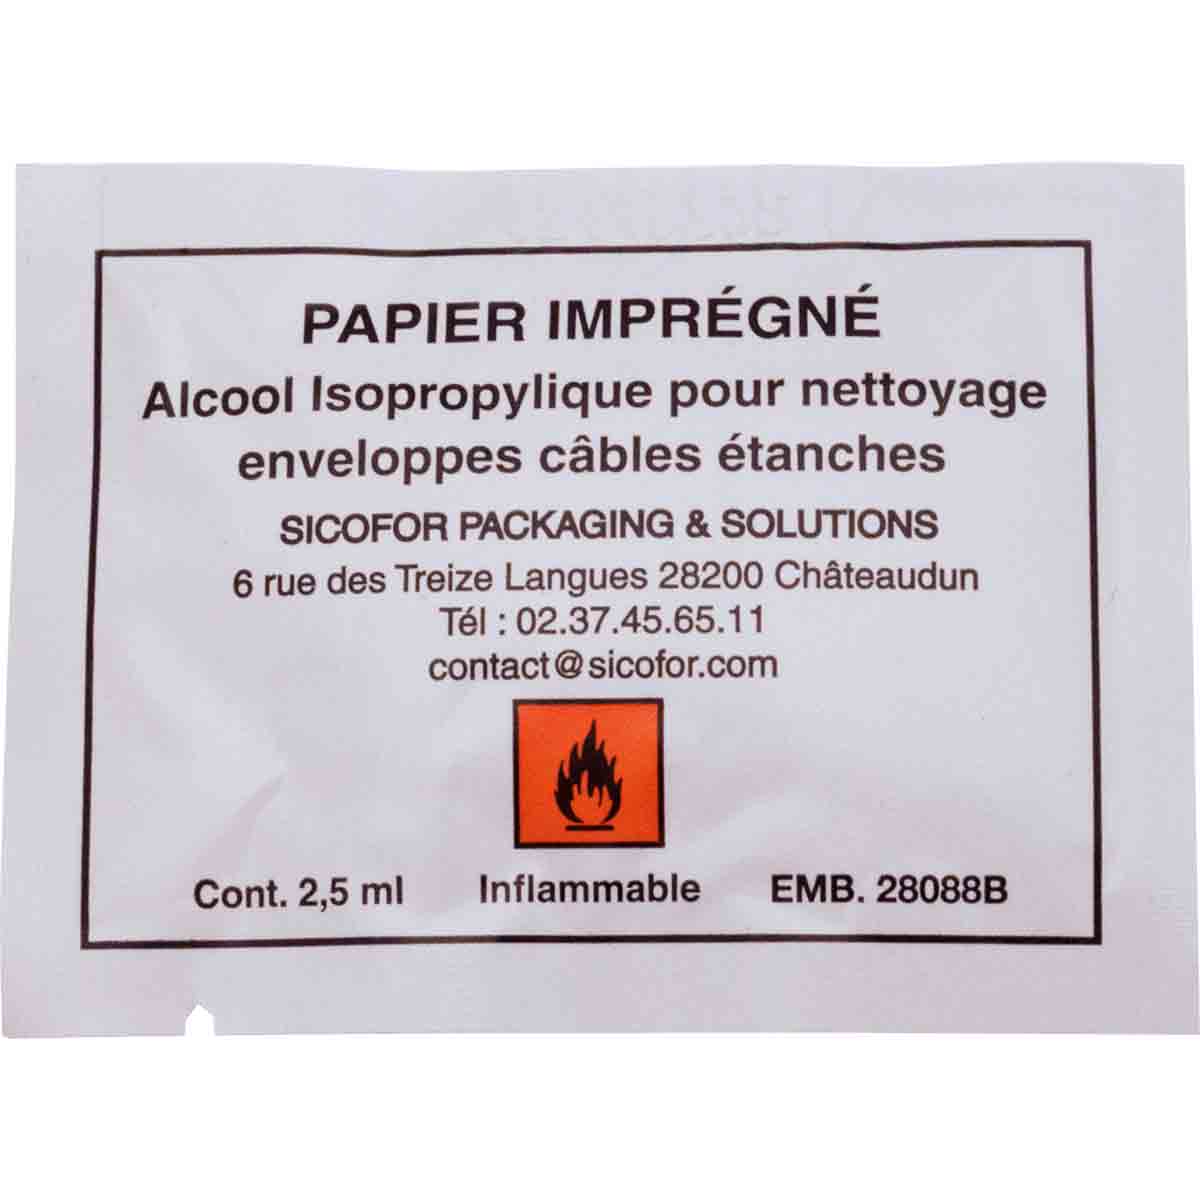 PAPIER IMPRÉGNÉ
Alcool Isopropylique pour nettoyage
enveloppes câbles étanches
SICOFOR PACKAGING & SOLUTIONS
6 rue des Treize Langues 28200 Châteaudun
Tél : 02.37.45.65.11
contact@sicofor.com
Cont. 2,5 ml Inflammable EMB. 28088B